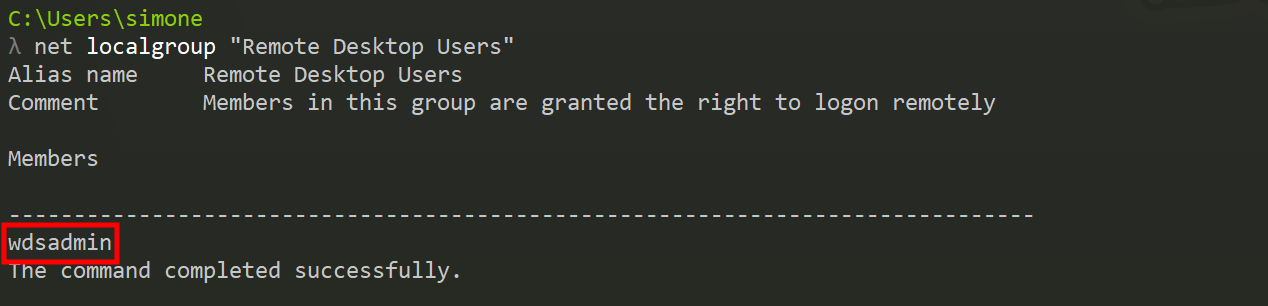 C:\Users\simone
λ net localgroup "Remote Desktop Users"
Alias name     Remote Desktop Users
Comment        Members in this group are granted the right to logon remotely
Members
-------------------------------------------------------------------------------
wdsadmin
The command completed successfully.